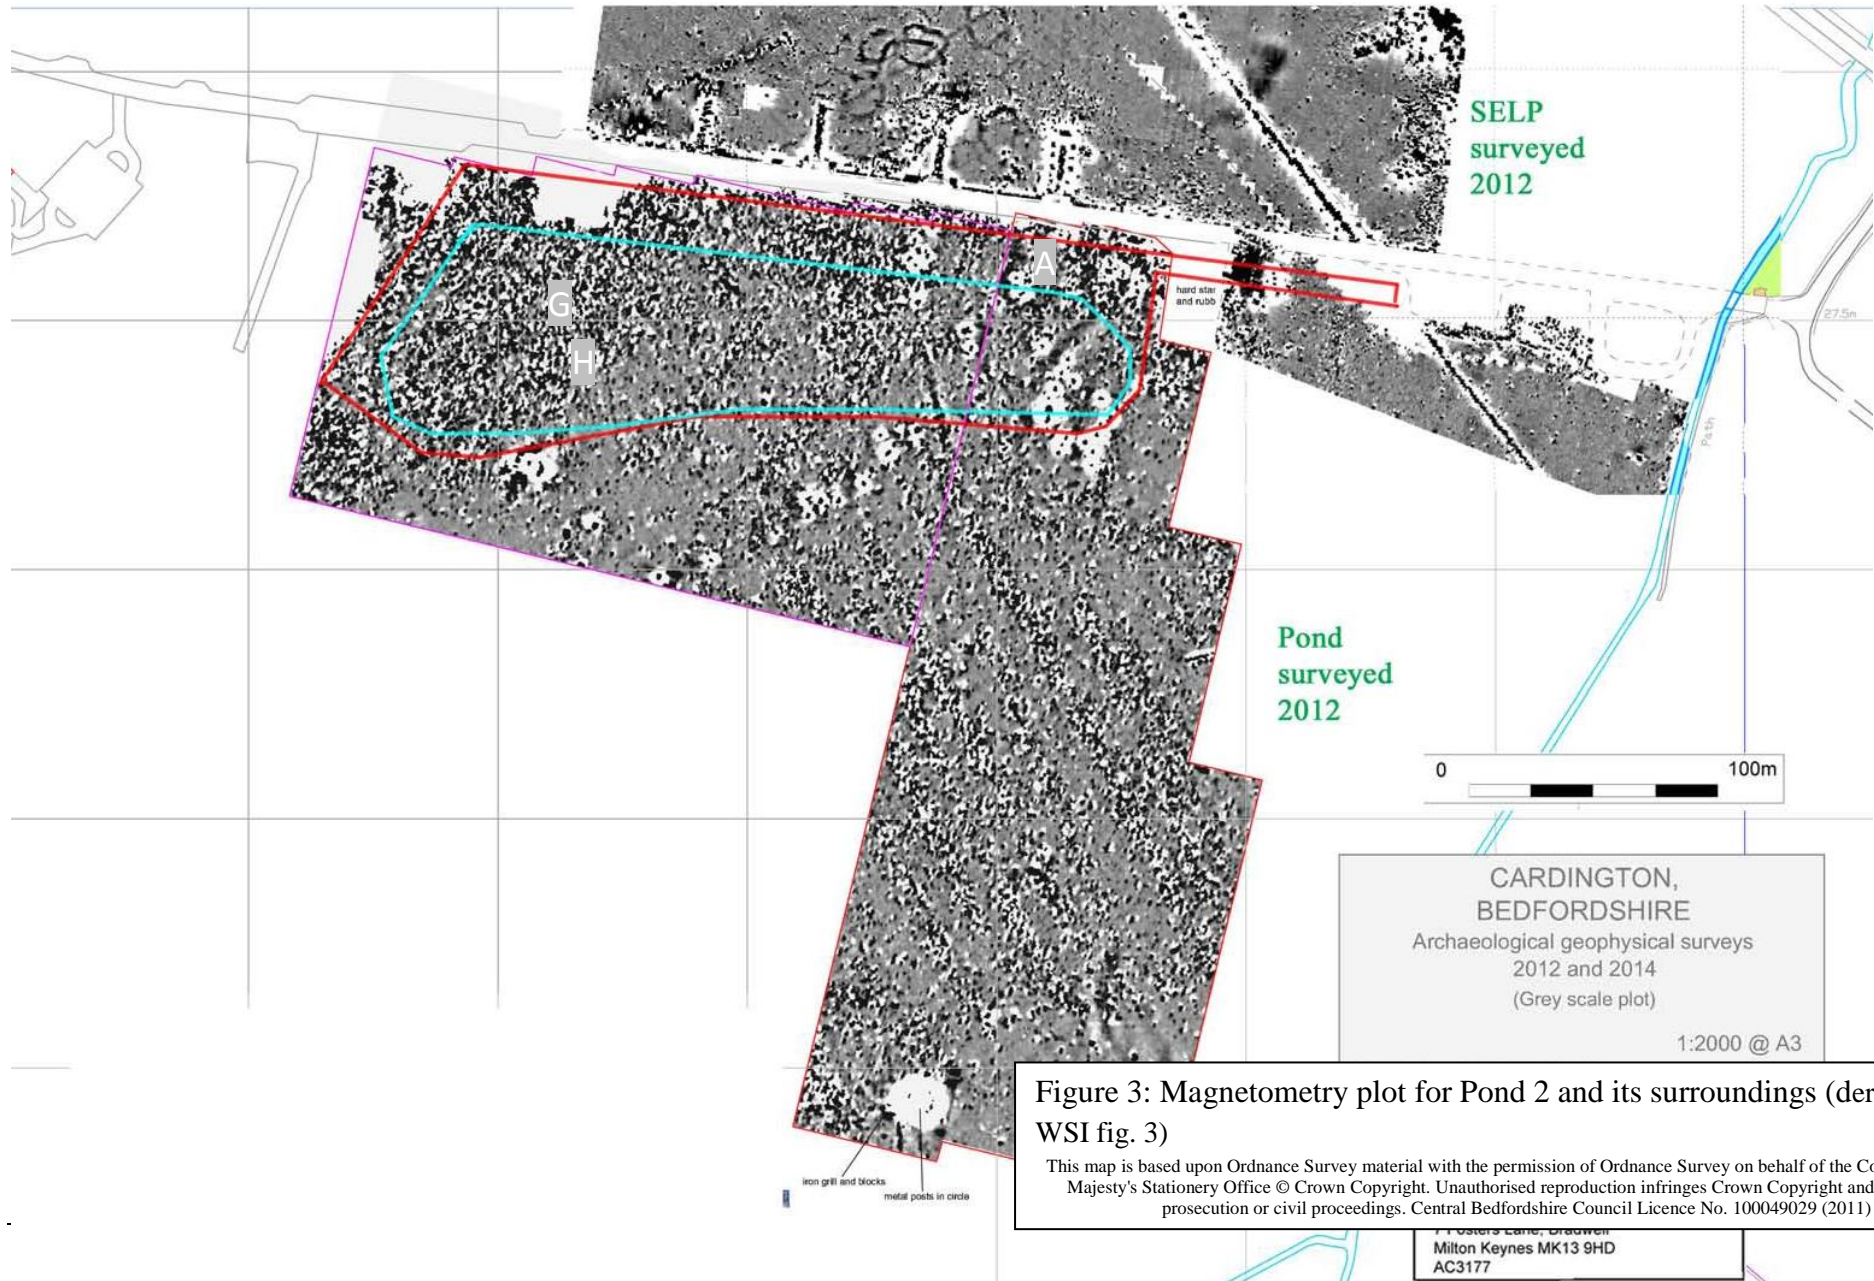 SELP
surveyed
2012
A
G
H
hard star
and rubb
27.5m
Path
Pond
surveyed
2012
0 100m
CARDINGTON,
BEDFORDSHIRE
Archaeological geophysical surveys
2012 and 2014
(Grey scale plot)
1:2000 @ A3
Figure 3: Magnetometry plot for Pond 2 and its surroundings (der
WSI fig. 3)
This map is based upon Ordnance Survey material with the permission of Ordnance Survey on behalf of the Co
Majesty's Stationery Office © Crown Copyright. Unauthorised reproduction infringes Crown Copyright and
prosecution or civil proceedings. Central Bedfordshire Council Licence No. 100049029 (2011)
iron grill and blocks
metal posts in circle
Lane, Bradwell
Milton Keynes MK13 9HD
AC3177